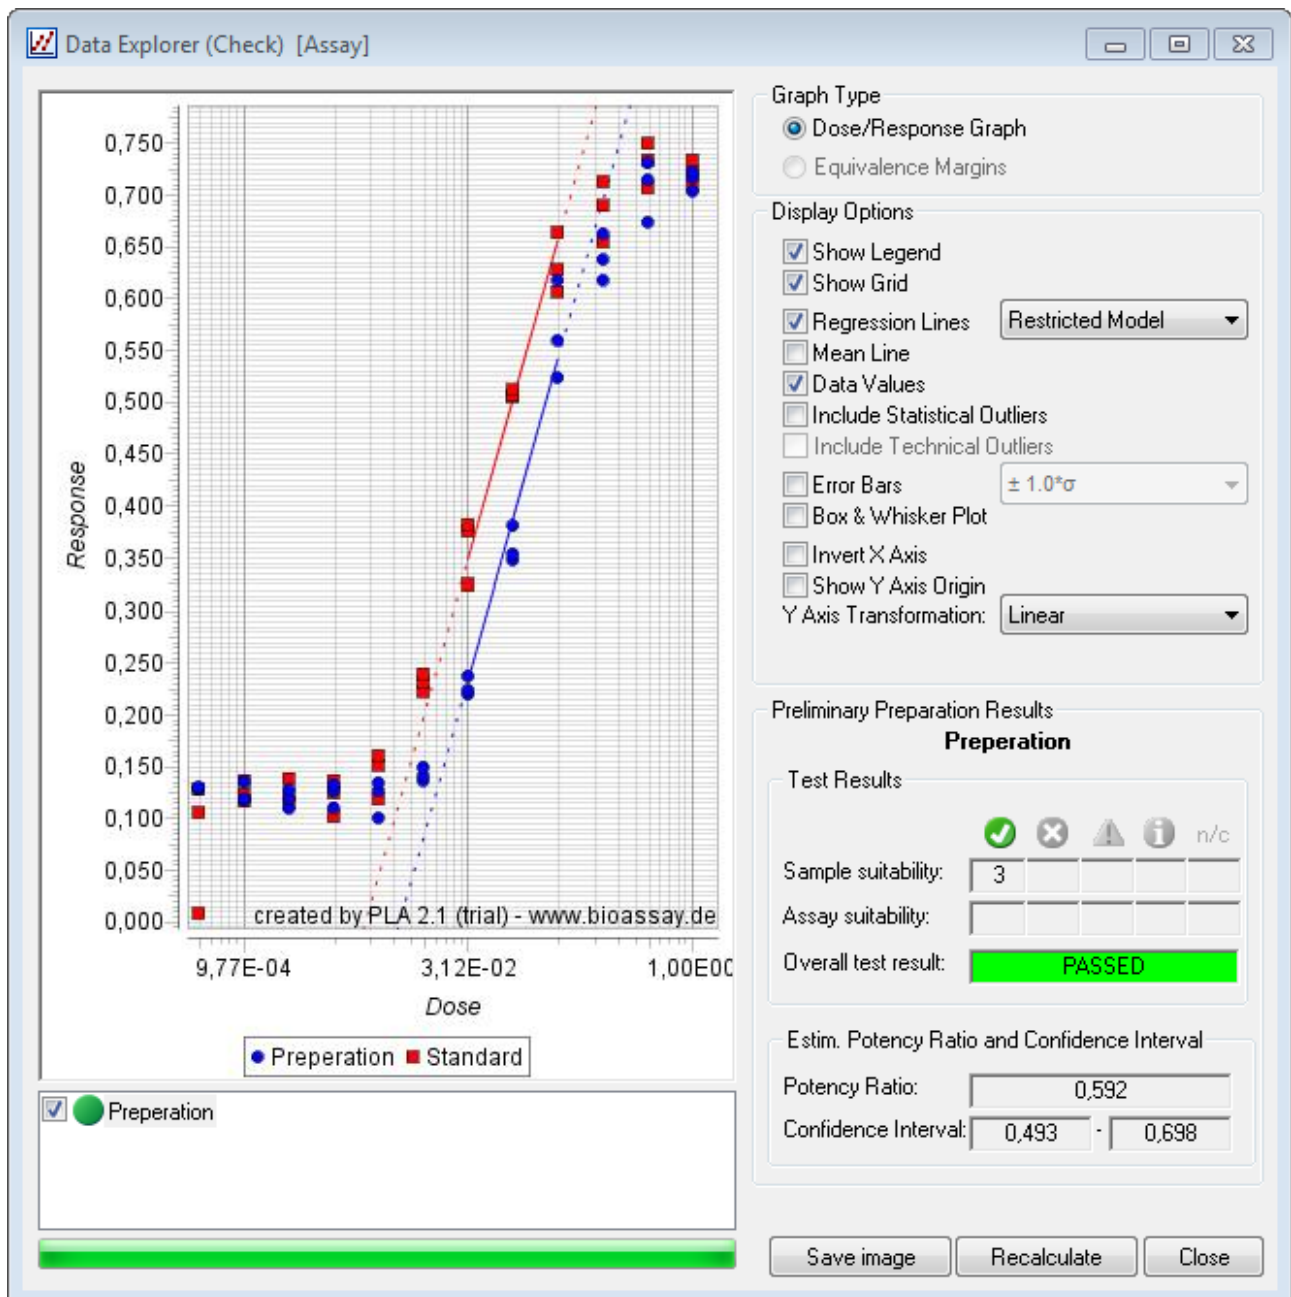 Data Explorer (Check) [Assay]
0,750
0,700
0,650
0,600
0,550
0,500
0,450
0,400
0,350
0,300
0,250
0,200
0,150
0,100
0,050
0,000
Response
created by PLA 2.1 (trial) - www.bioassay.de
9,77E-04 3,12E-02 1,00E00
Dose
Preperation Standard
Preperation
Graph Type
Dose/Response Graph
Equivalence Margins
Display Options
Show Legend
Show Grid
Regression Lines Restricted Model
Mean Line
Data Values
Include Statistical Outliers
Include Technical Outliers
Error Bars ± 1.0*σ
Box & Whisker Plot
Invert X Axis
Show Y Axis Origin
Y Axis Transformation: Linear
Preliminary Preparation Results
Preperation
Test Results
n/c
Sample suitability: 3
Assay suitability:
Overall test result: PASSED
Estim. Potency Ratio and Confidence Interval
Potency Ratio: 0,592
Confidence Interval: 0,493 - 0,698
Save image Recalculate Close